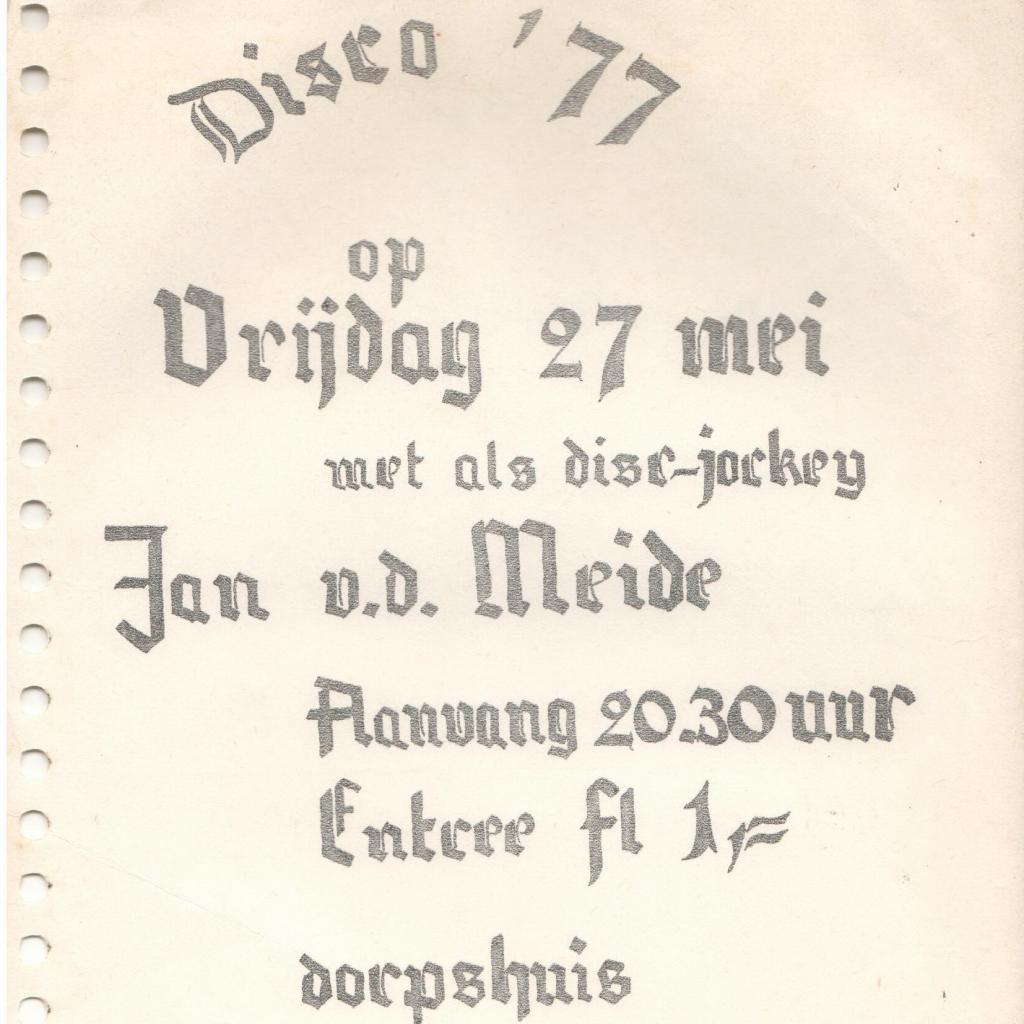 Disco '77
op
Vrijdag 27 mei
met als disc-jockey
Jan v.d. Meide
Aanvang 20.30 uur
Entree fl 1,=
dorpshuis